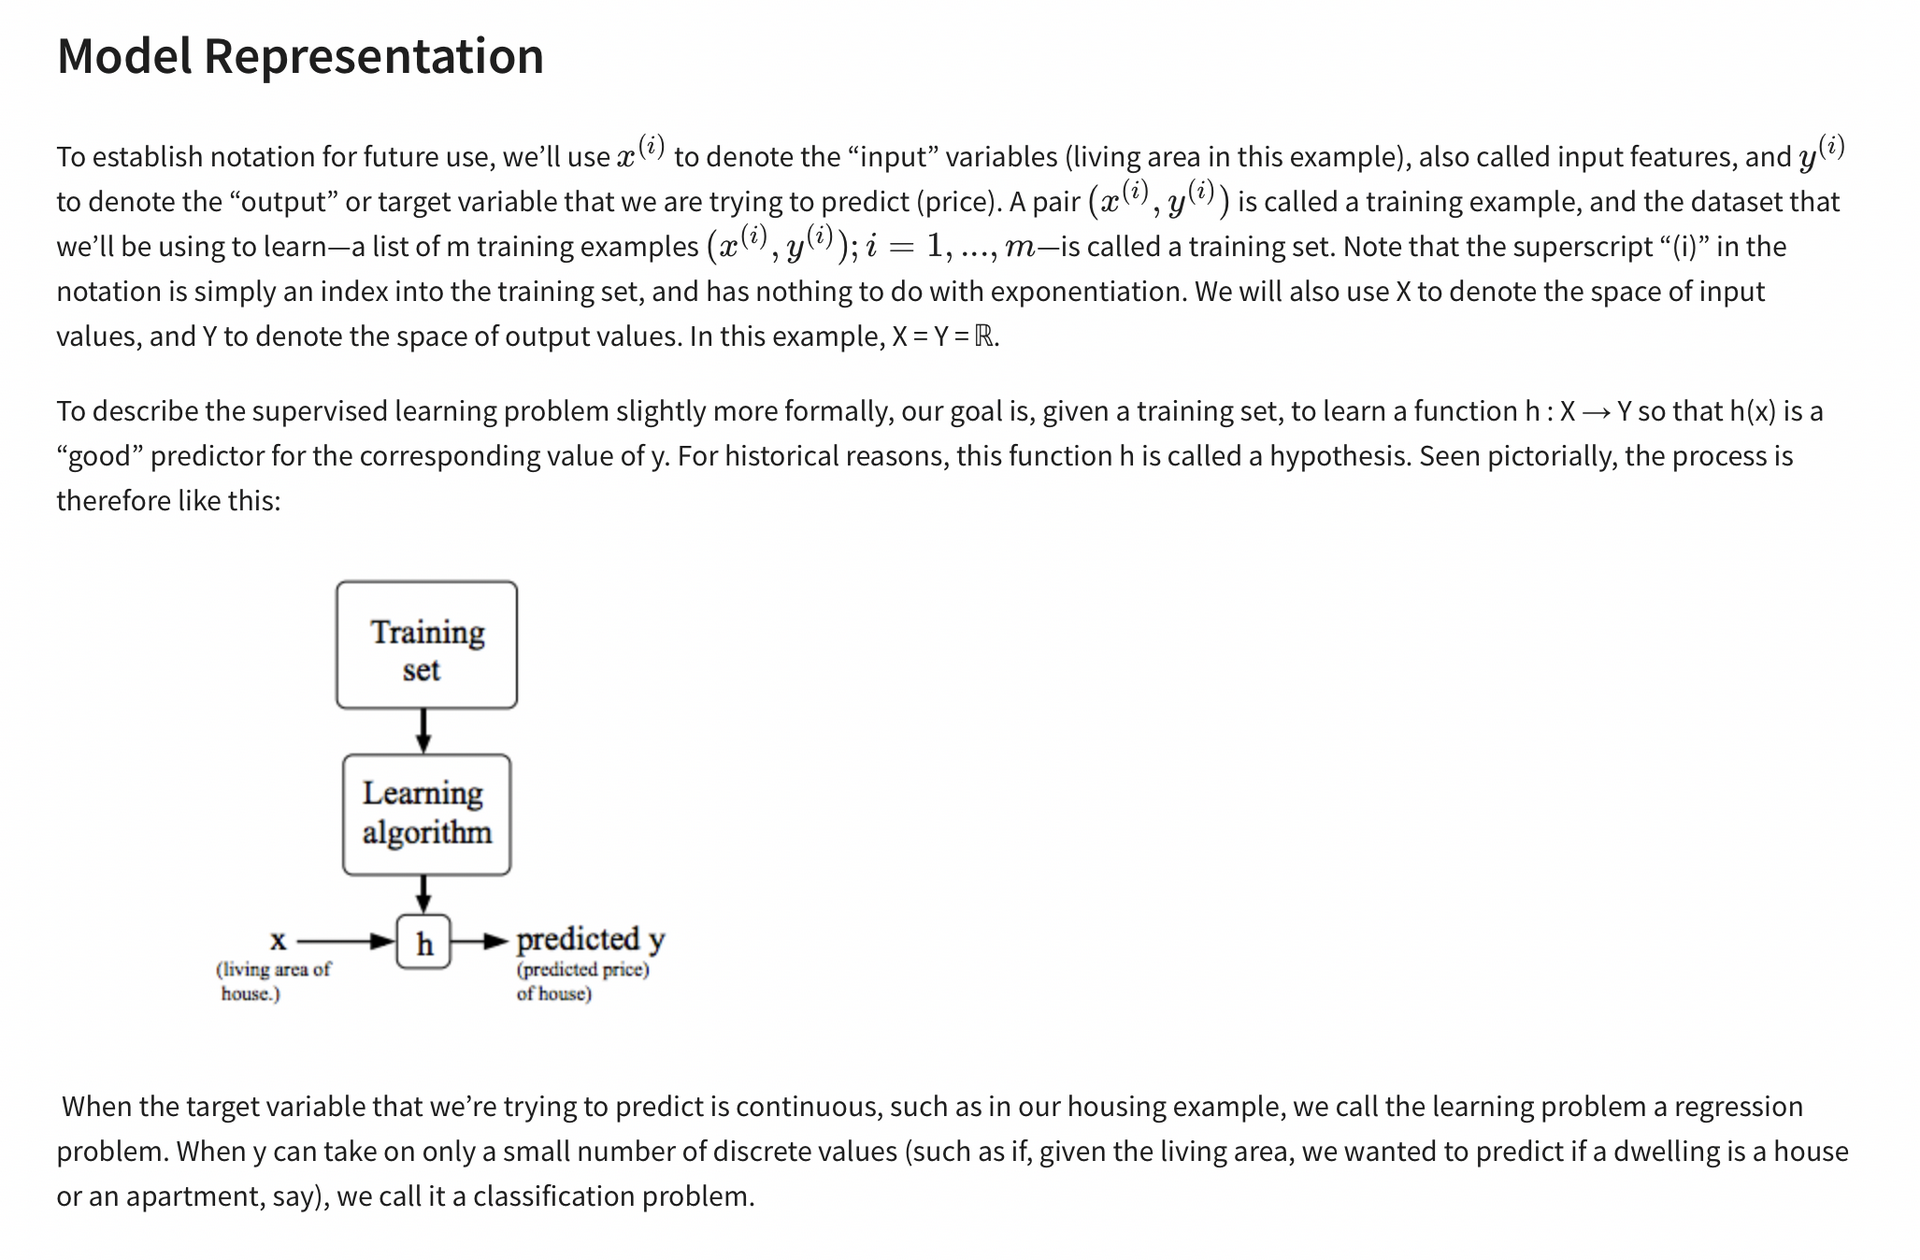 Model Representation
To establish notation for future use, we’ll use x^(i) to denote the “input” variables (living area in this example), also called input features, and y^(i)
to denote the “output” or target variable that we are trying to predict (price). A pair (x^(i), y^(i)) is called a training example, and the dataset that
we’ll be using to learn—a list of m training examples (x^(i), y^(i)); i = 1, ..., m—is called a training set. Note that the superscript “(i)” in the
notation is simply an index into the training set, and has nothing to do with exponentiation. We will also use X to denote the space of input
values, and Y to denote the space of output values. In this example, X = Y = ℝ.
To describe the supervised learning problem slightly more formally, our goal is, given a training set, to learn a function h : X → Y so that h(x) is a
“good” predictor for the corresponding value of y. For historical reasons, this function h is called a hypothesis. Seen pictorially, the process is
therefore like this:
Training
set
Learning
algorithm
x
(living area of
house.)
h
predicted y
(predicted price)
of house)
When the target variable that we’re trying to predict is continuous, such as in our housing example, we call the learning problem a regression
problem. When y can take on only a small number of discrete values (such as if, given the living area, we wanted to predict if a dwelling is a house
or an apartment, say), we call it a classification problem.